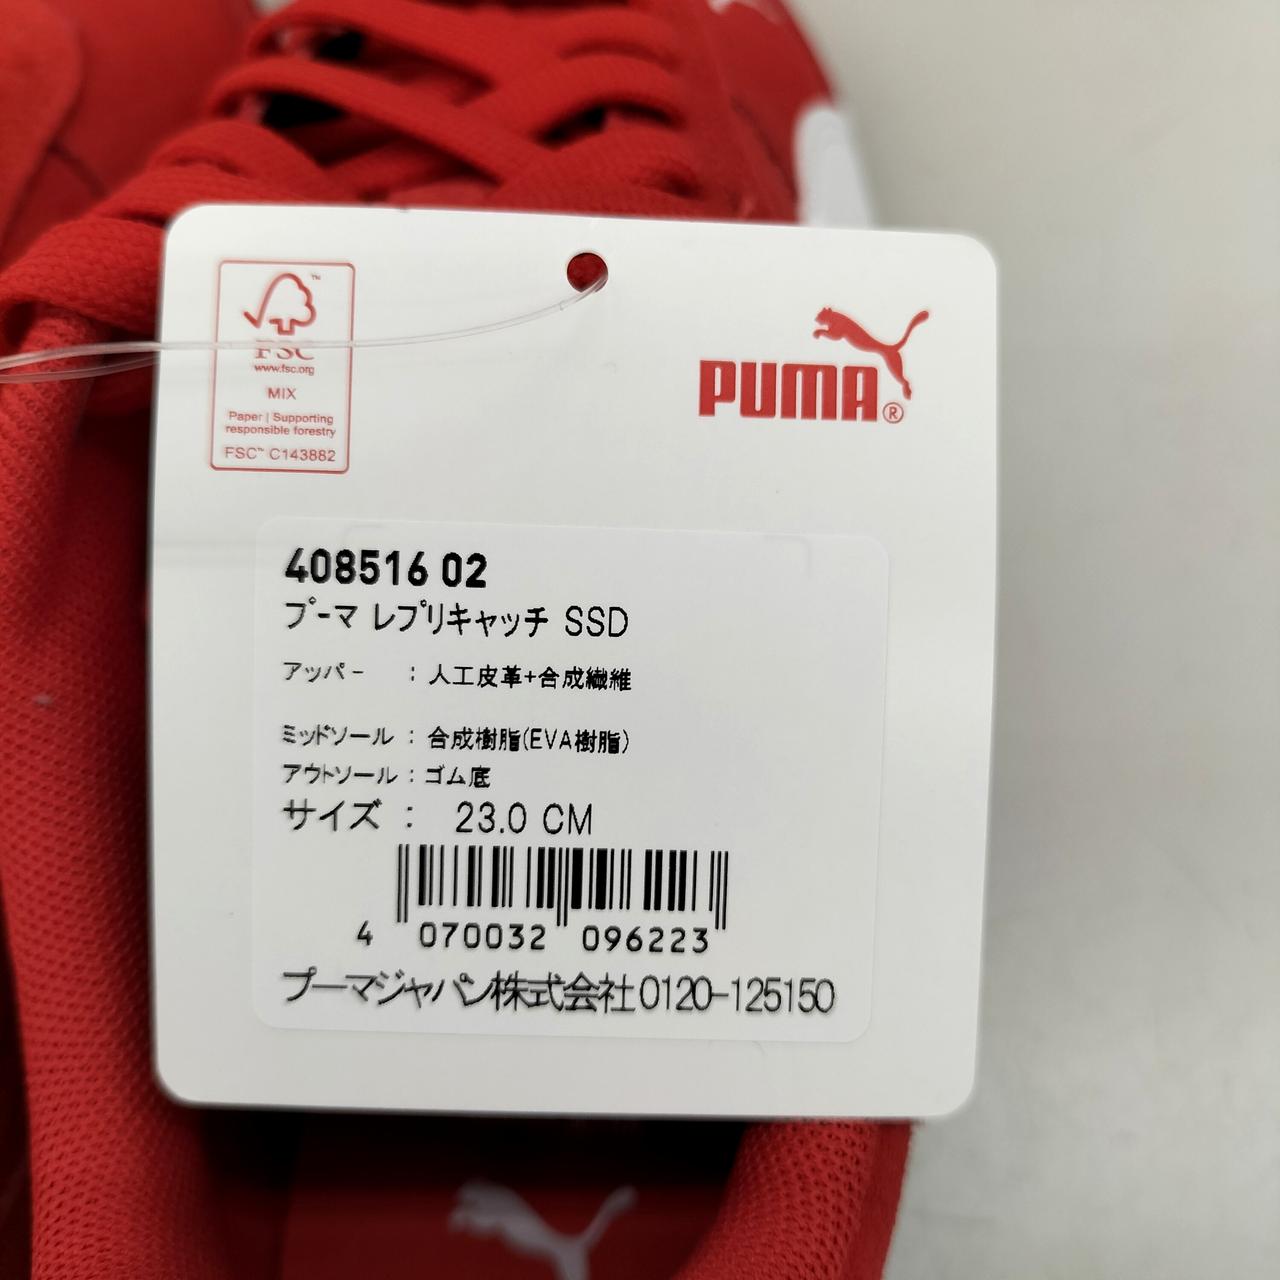 FSC
www.fsc.org
MIX
Paper | Supporting
responsible forestry
FSC™ C143882
PUMA®
408516 02
プーマ レプリキャッチ SSD
アッパー : 人工皮革+合成繊維
ミッドソール : 合成樹脂(EVA樹脂)
アウトソール : ゴム底
サイズ : 23.0 CM
4 070032 096223
プーマジャパン株式会社0120-125150